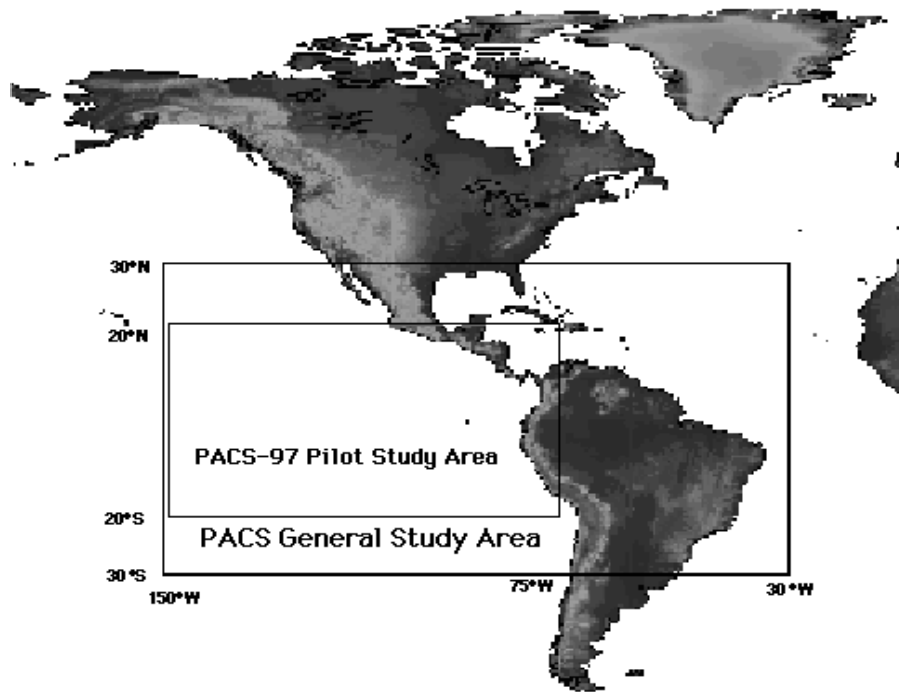 30°N
20°N
PACS-97 Pilot Study Area
20°S
PACS General Study Area
30°S
150°W
75°W
30°W